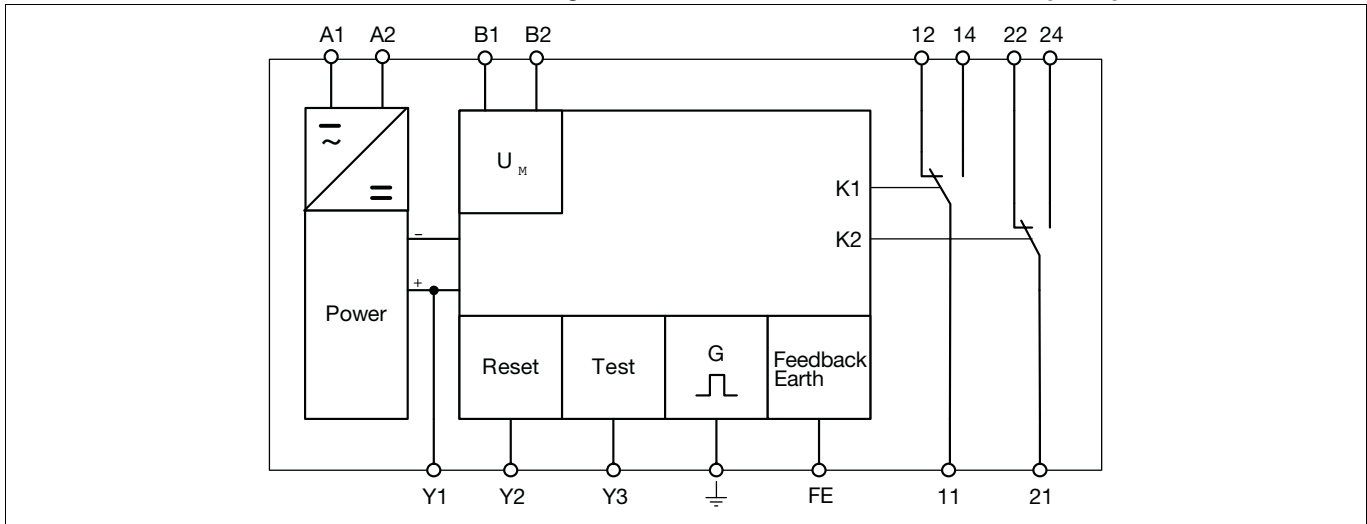 A1 A2 B1 B2 12 14 22 24
U M
K1
K2
−
+
Power
Reset Test G Feedback
Earth
Y1 Y2 Y3 FE 11 21